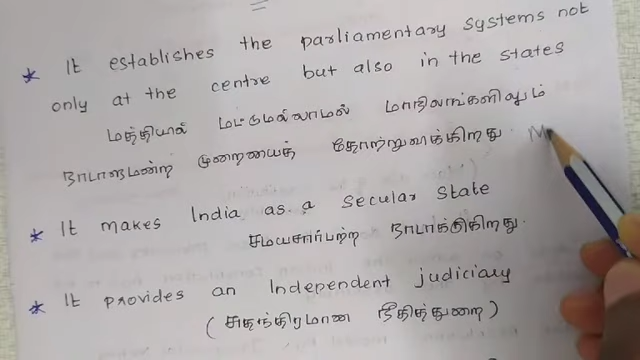 * It establishes the parliamentary systems not
only at the centre but also in the states
மத்தியில் மட்டுமல்லாமல் மாநிலங்களிலும்
நாடாளுமன்ற முறையைத் தோற்றுவிக்கிறது.
* It makes India as a secular state
சமயசார்பற்ற நாடாக்குகிறது.
* It provides an Independent judiciary
(சுதந்திரமான நீதித்துறை)